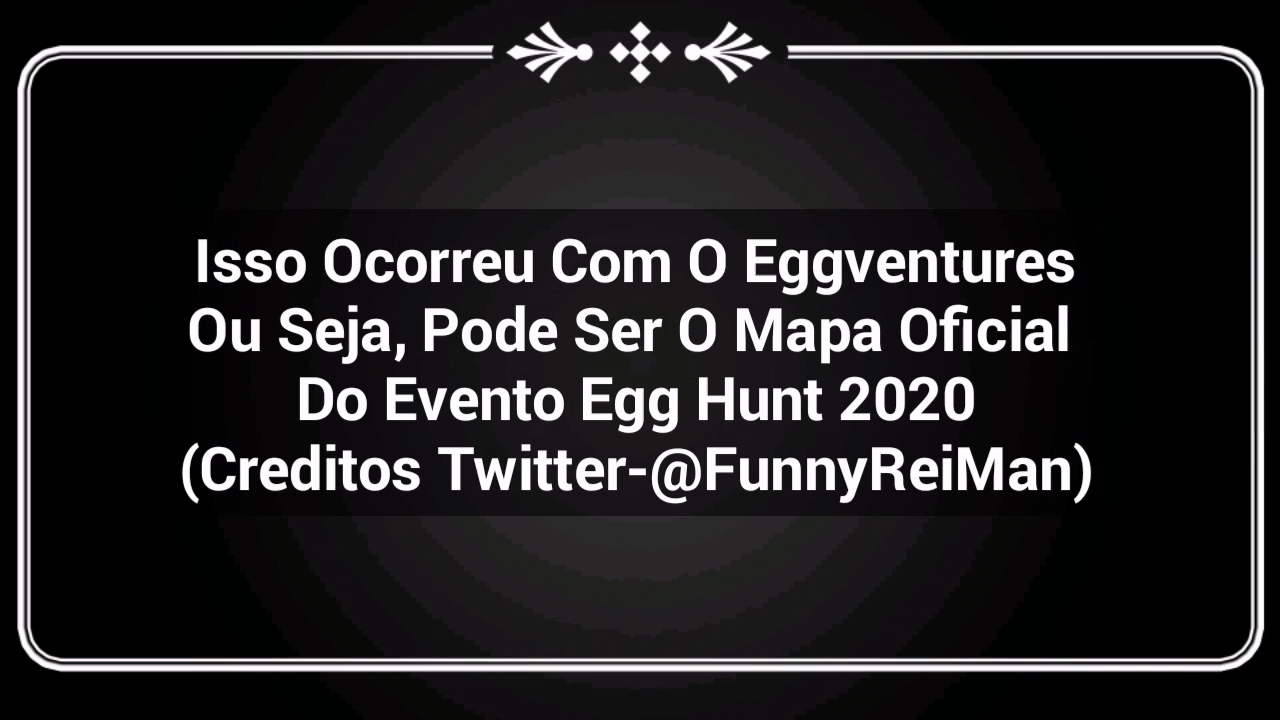 Isso Ocorreu Com O Eggventures
Ou Seja, Pode Ser O Mapa Oficial
Do Evento Egg Hunt 2020
(Creditos Twitter-@FunnyReiMan)